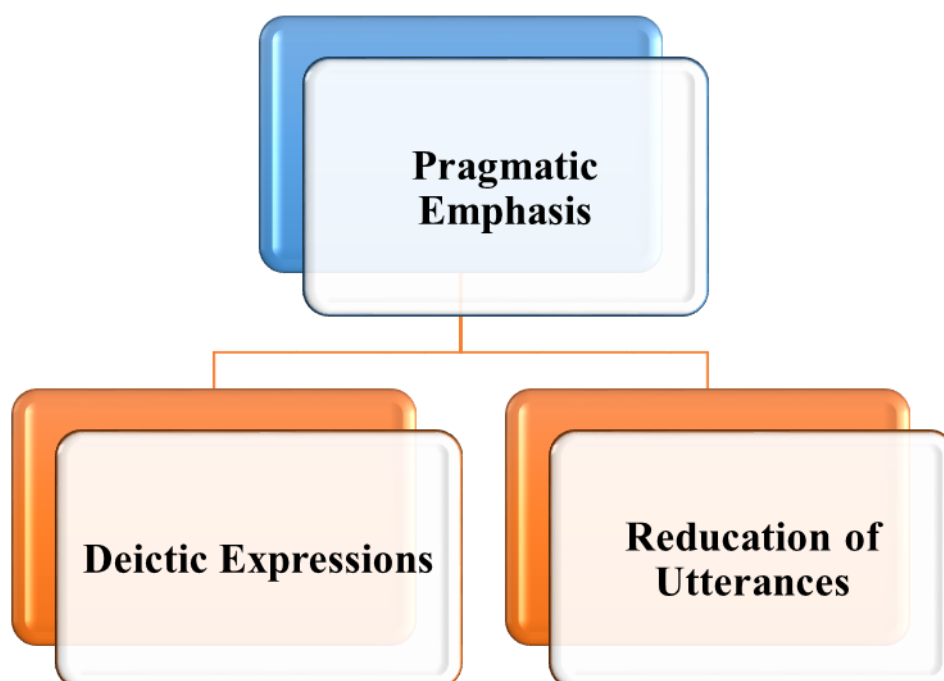 Pragmatic
Emphasis
Deictic Expressions
Reducation of
Utterances